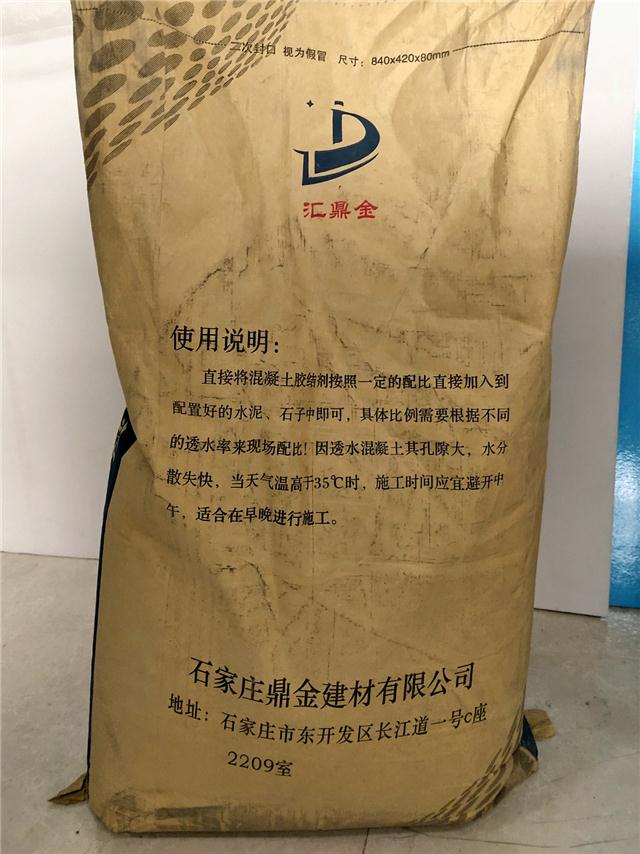 二次封口 视为假冒 尺寸：840x420x80mm
汇鼎金
使用说明：
直接将混凝土胶结剂按照一定的配比直接加入到
配置好的水泥、石子中即可，具体比例需要根据不同
的透水率来现场配比！因透水混凝土其孔隙大，水分
散失快，当天气温高于35℃时，施工时间应宜避开中
午，适合在早晚进行施工。
石家庄鼎金建材有限公司
地址：石家庄市东开发区长江道一号c座
2209室